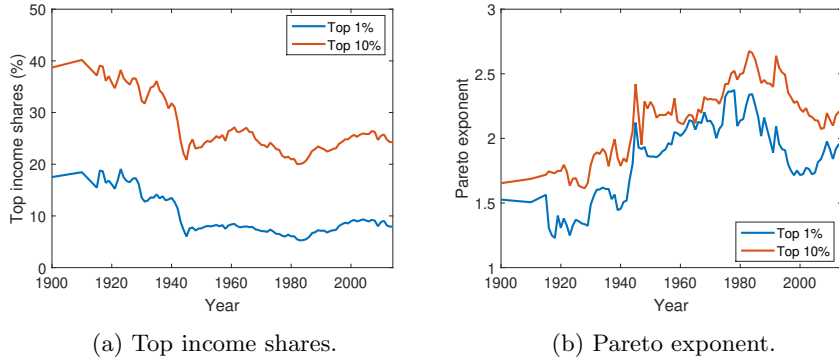 50
40
30
20
10
0
Top income shares (%)
Top 1%
Top 10%
1900 1920 1940 1960 1980 2000
Year
(a) Top income shares.
3
2.5
2
1.5
1
Pareto exponent
Top 1%
Top 10%
1900 1920 1940 1960 1980 2000
Year
(b) Pareto exponent.